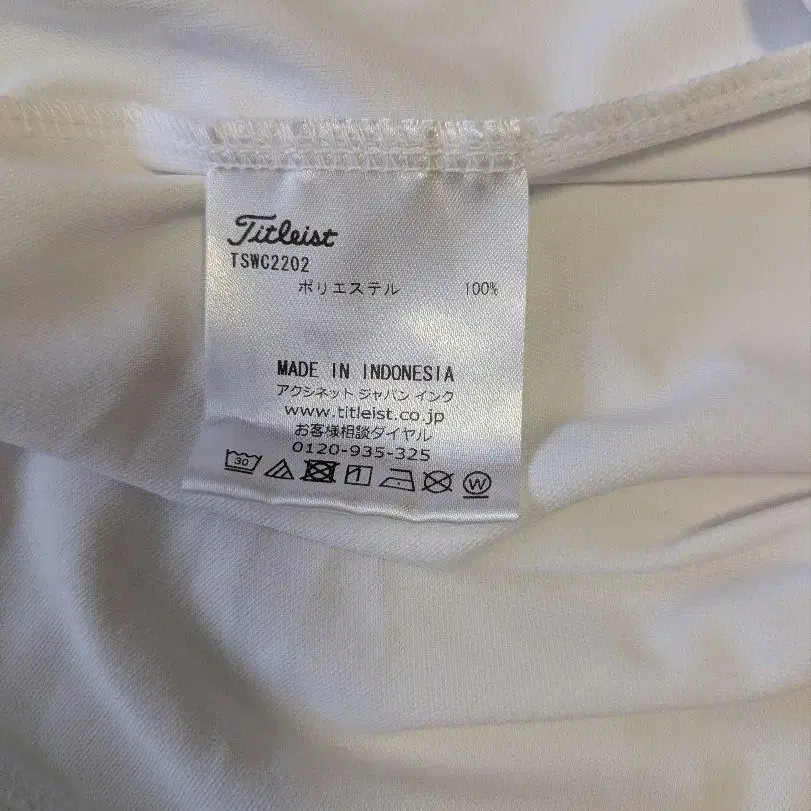 Titleist
TSWC2202
ポリエステル 100%
MADE IN INDONESIA
アクシネット ジャパン インク
www.titleist.co.jp
お客様相談ダイヤル
0120-935-325
30 W